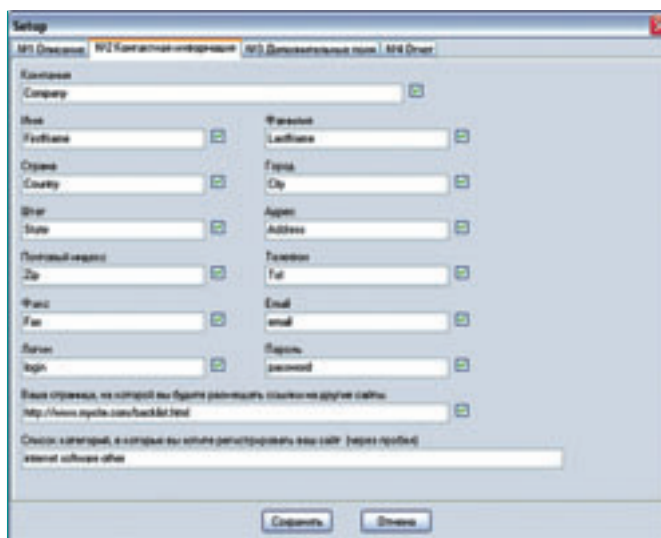 Setup
№1 Описание №2 Контактная информация №3 Дополнительные поля №4 Отчет
Компания
Company
Имя Фамилия
FirstName LastName
Страна Город
Country City
Штат Адрес
State Address
Почтовый индекс Телефон
Zip Tel
Факс Email
Fax email
Логин Пароль
login password
Ваша страница, на которой вы будете размещать ссылки на другие сайты
http://www.mysite.com/backlist.html
Список категорий, в которые вы хотите регистрировать ваш сайт (через пробел)
internet software other
Сохранить Отмена